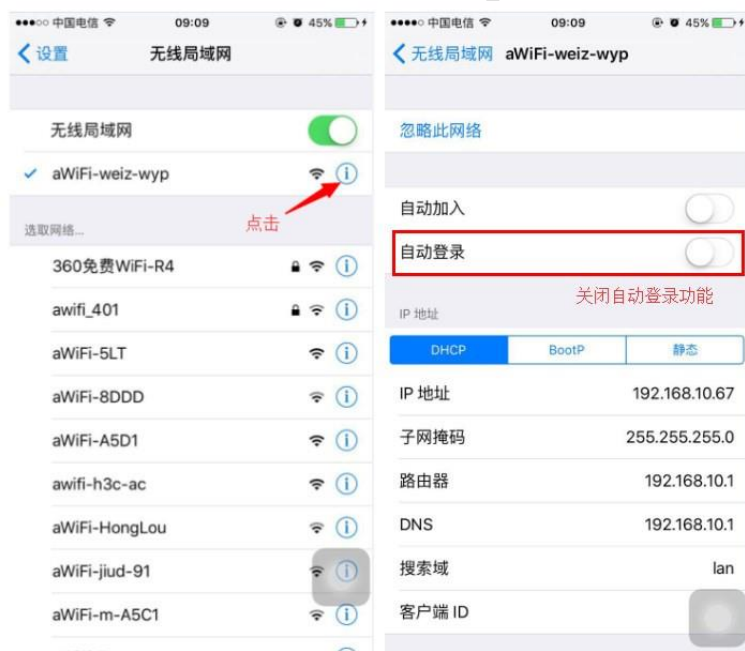 中国电信 09:09 45%
设置 无线局域网
无线局域网
aWiFi-weiz-wyp
点击
选取网络...
360免费WiFi-R4
awifi_401
aWiFi-5LT
aWiFi-8DDD
aWiFi-A5D1
awifi-h3c-ac
aWiFi-HongLou
aWiFi-jiud-91
aWiFi-m-A5C1
中国电信 09:09 45%
无线局域网 aWiFi-weiz-wyp
忽略此网络
自动加入
自动登录
关闭自动登录功能
IP 地址
DHCP BootP 静态
IP 地址 192.168.10.67
子网掩码 255.255.255.0
路由器 192.168.10.1
DNS 192.168.10.1
搜索域 lan
客户端 ID